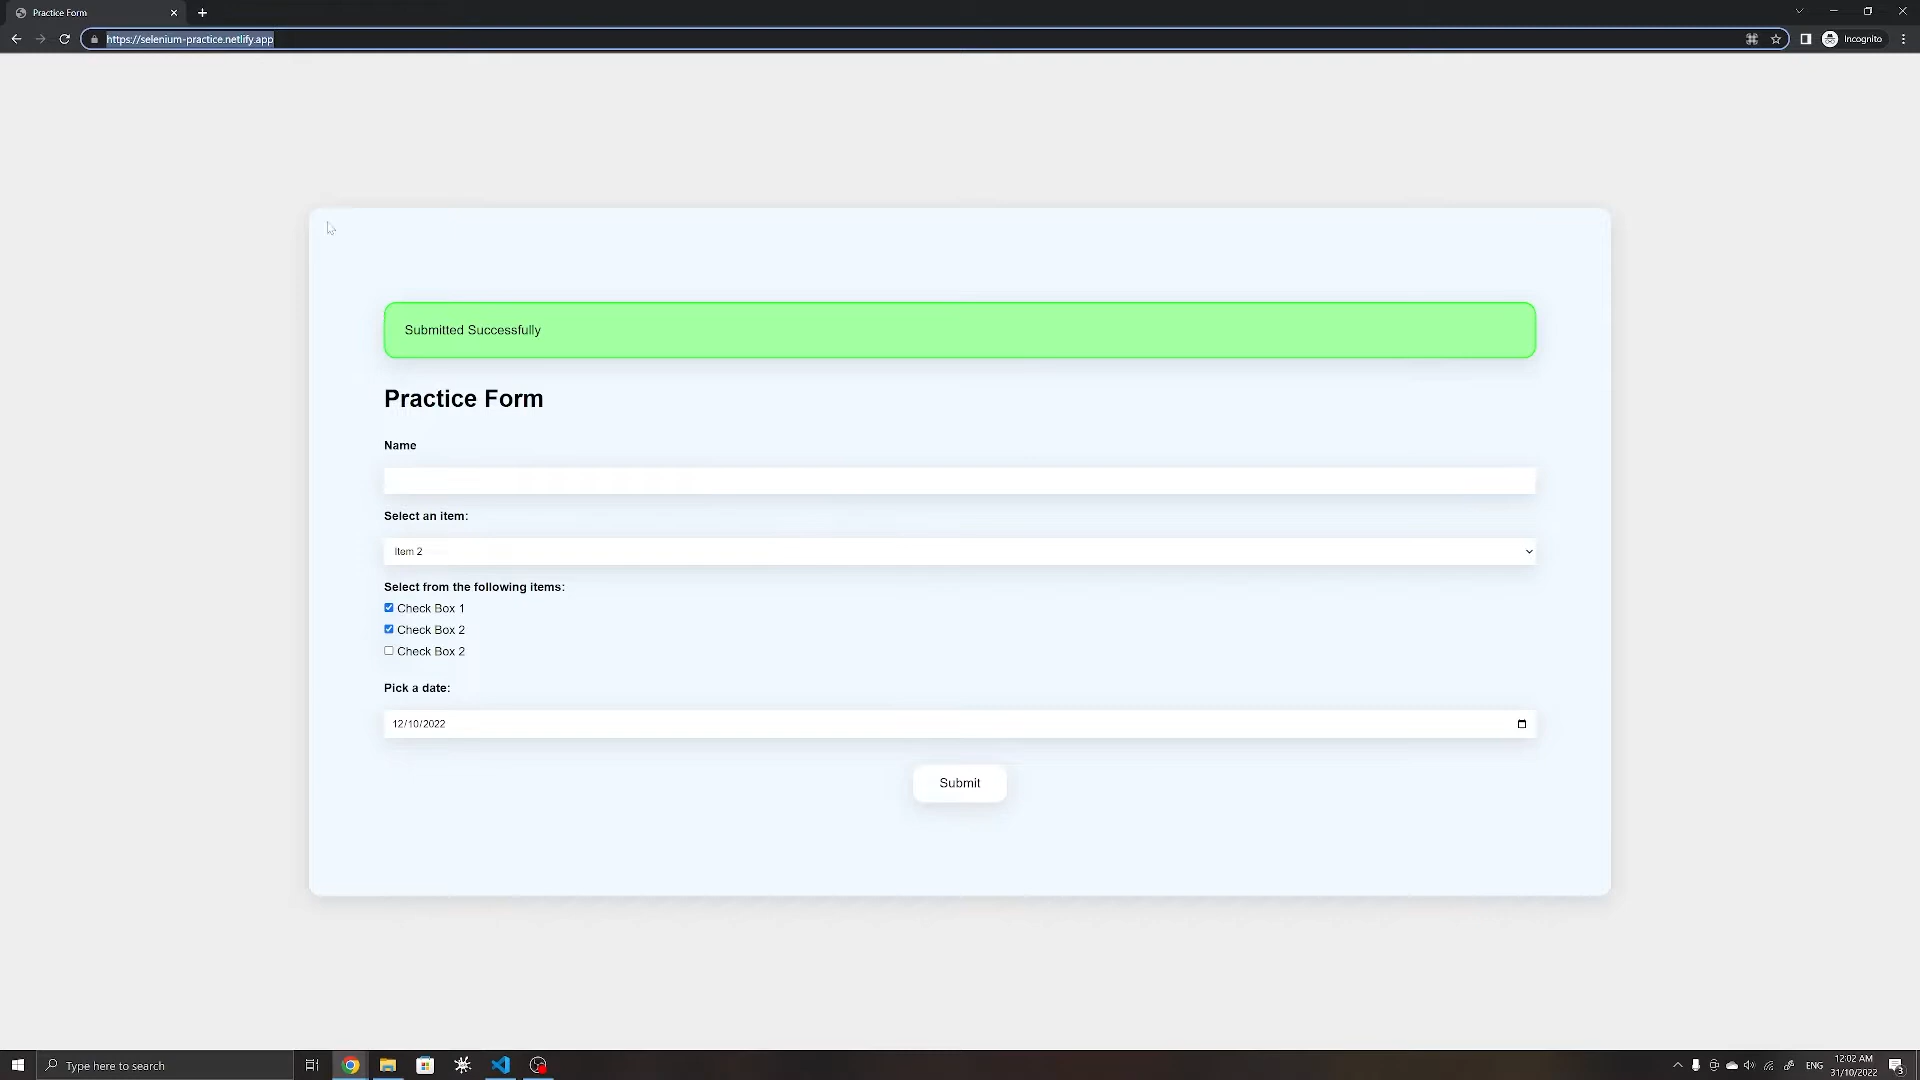 Practice Form
https://selenium-practice.netlify.app
Incognito
Submitted Successfully
Practice Form
Name
Select an item:
Item 2
Select from the following items:
Check Box 1
Check Box 2
Check Box 2
Pick a date:
12/10/2022
Submit
Type here to search
ENG
12:02 AM
31/10/2022
3